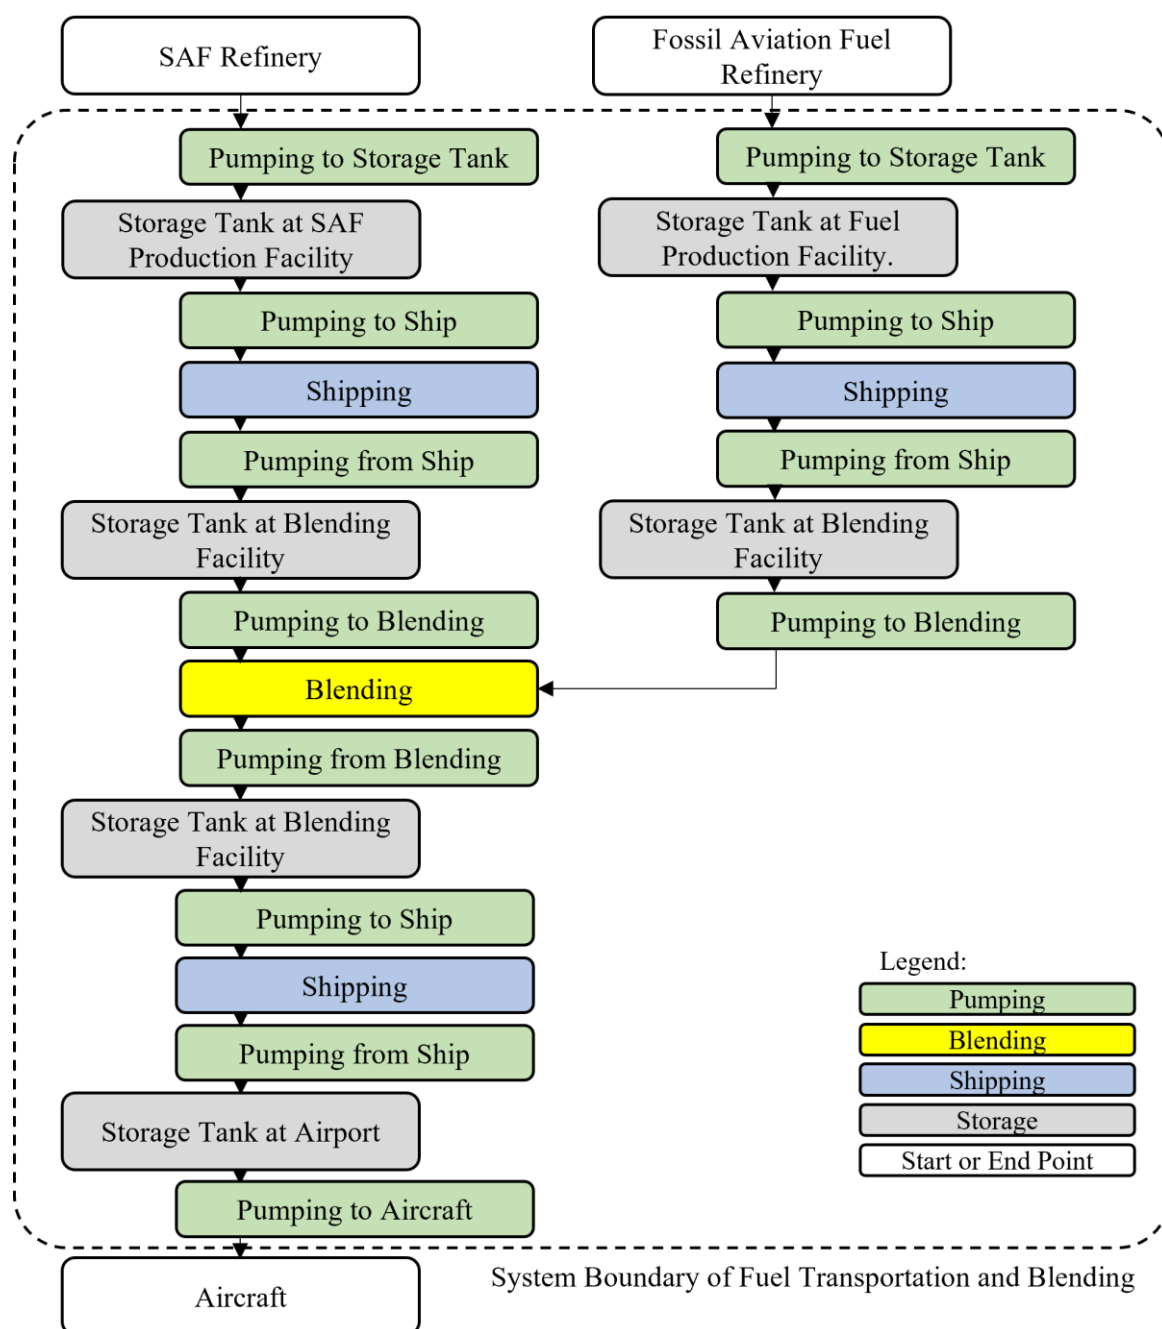 SAF Refinery
Pumping to Storage Tank
Storage Tank at SAF
Production Facility
Pumping to Ship
Shipping
Pumping from Ship
Storage Tank at Blending
Facility
Pumping to Blending
Blending
Pumping from Blending
Storage Tank at Blending
Facility
Pumping to Ship
Shipping
Pumping from Ship
Storage Tank at Airport
Pumping to Aircraft
Aircraft
Fossil Aviation Fuel
Refinery
Pumping to Storage Tank
Storage Tank at Fuel
Production Facility.
Pumping to Ship
Shipping
Pumping from Ship
Storage Tank at Blending
Facility
Pumping to Blending
Legend:
Pumping
Blending
Shipping
Storage
Start or End Point
System Boundary of Fuel Transportation and Blending